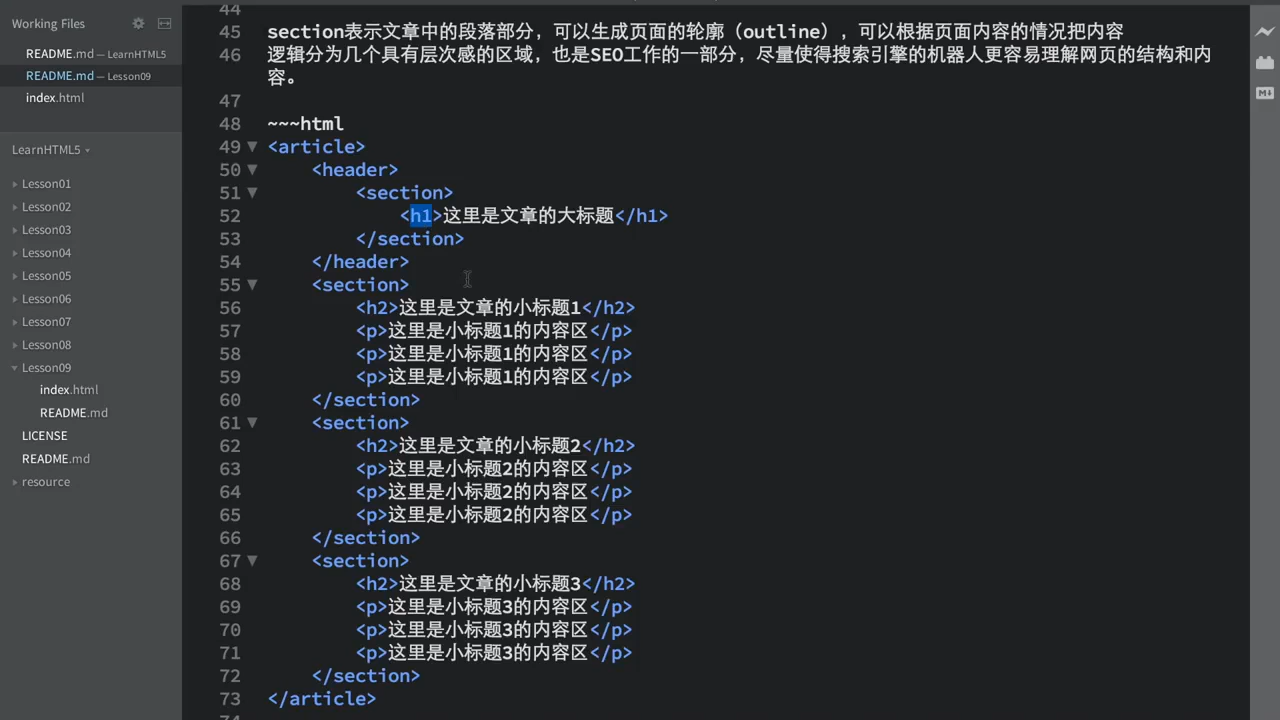 Working Files
README.md — LearnHTML5
README.md — Lesson09
index.html
LearnHTML5
Lesson01
Lesson02
Lesson03
Lesson04
Lesson05
Lesson06
Lesson07
Lesson08
Lesson09
index.html
README.md
LICENSE
README.md
resource
44
45 section表示文章中的段落部分，可以生成页面的轮廓（outline），可以根据页面内容的情况把内容
46 逻辑分为几个具有层次感的区域，也是SEO工作的一部分，尽量使得搜索引擎的机器人更容易理解网页的结构和内
容。
47
48 ~~~html
49 <article>
50 <header>
51 <section>
52 <h1>这里是文章的大标题</h1>
53 </section>
54 </header>
55 <section>
56 <h2>这里是文章的小标题1</h2>
57 <p>这里是小标题1的内容区</p>
58 <p>这里是小标题1的内容区</p>
59 <p>这里是小标题1的内容区</p>
60 </section>
61 <section>
62 <h2>这里是文章的小标题2</h2>
63 <p>这里是小标题2的内容区</p>
64 <p>这里是小标题2的内容区</p>
65 <p>这里是小标题2的内容区</p>
66 </section>
67 <section>
68 <h2>这里是文章的小标题3</h2>
69 <p>这里是小标题3的内容区</p>
70 <p>这里是小标题3的内容区</p>
71 <p>这里是小标题3的内容区</p>
72 </section>
73 </article>
74